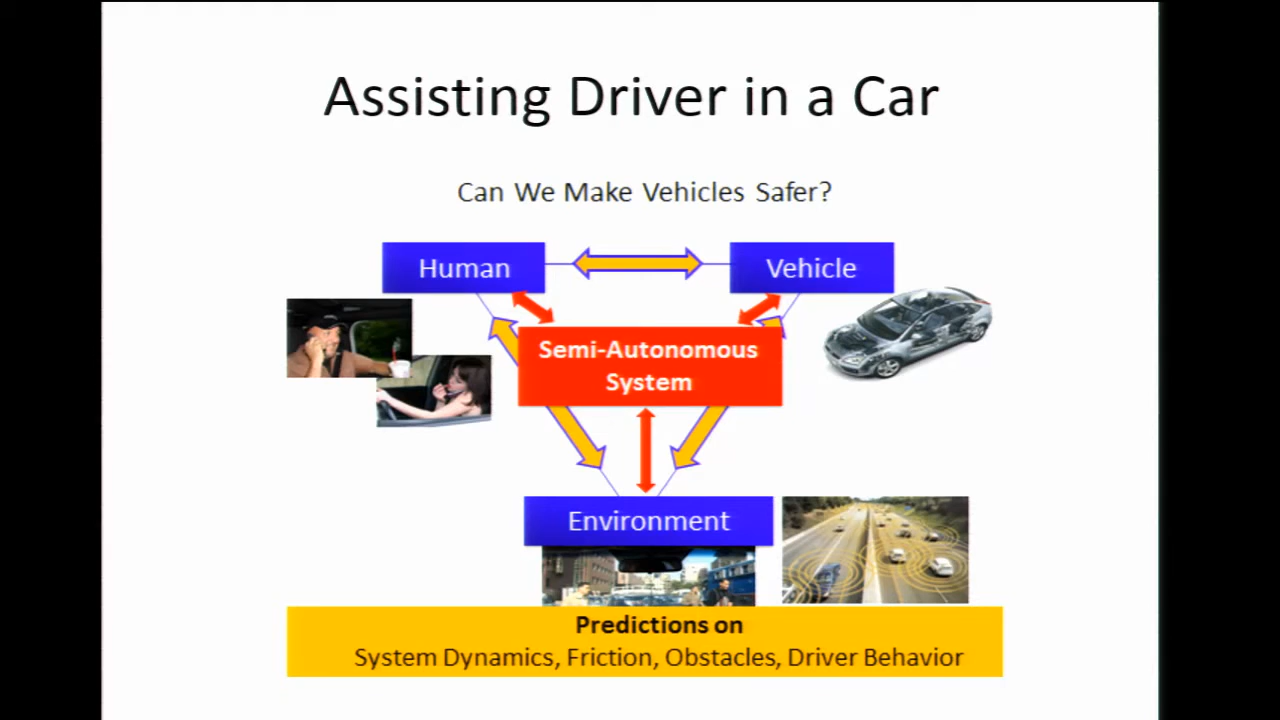 Assisting Driver in a Car
Can We Make Vehicles Safer?
Human
Vehicle
Semi-Autonomous
System
Environment
Predictions on
System Dynamics, Friction, Obstacles, Driver Behavior